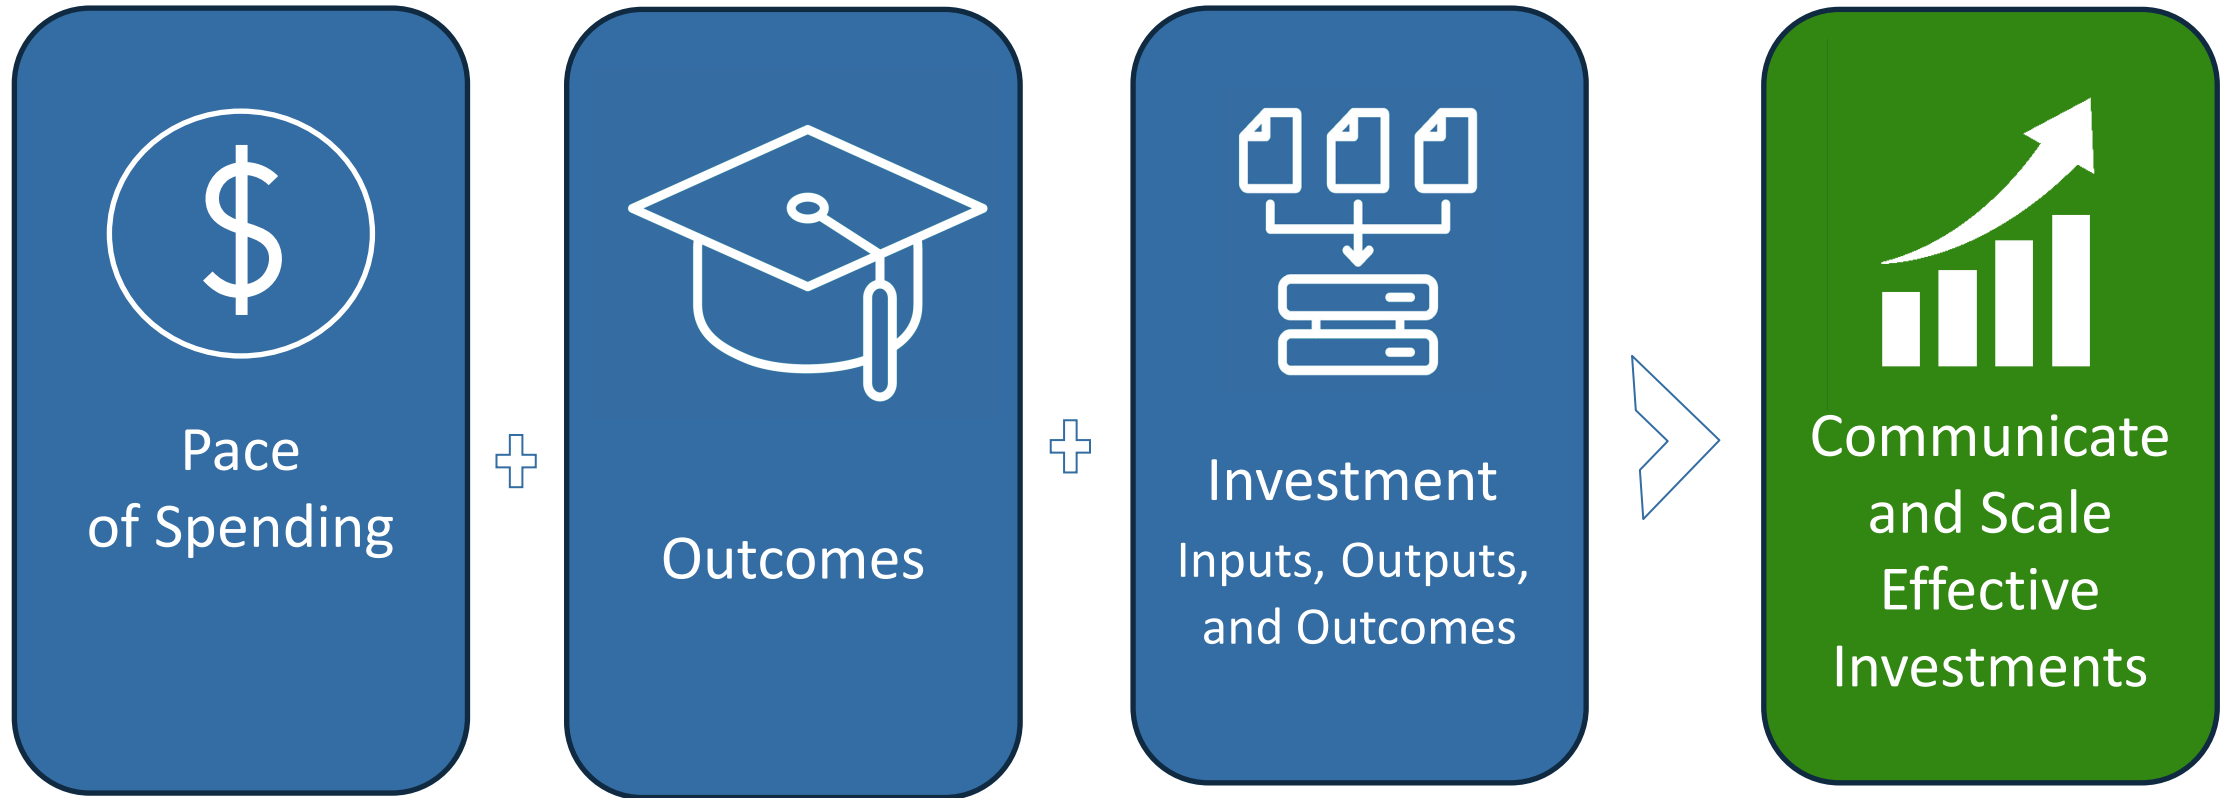 Pace
of Spending
Outcomes
Investment
Inputs, Outputs,
and Outcomes
Communicate
and Scale
Effective
Investments